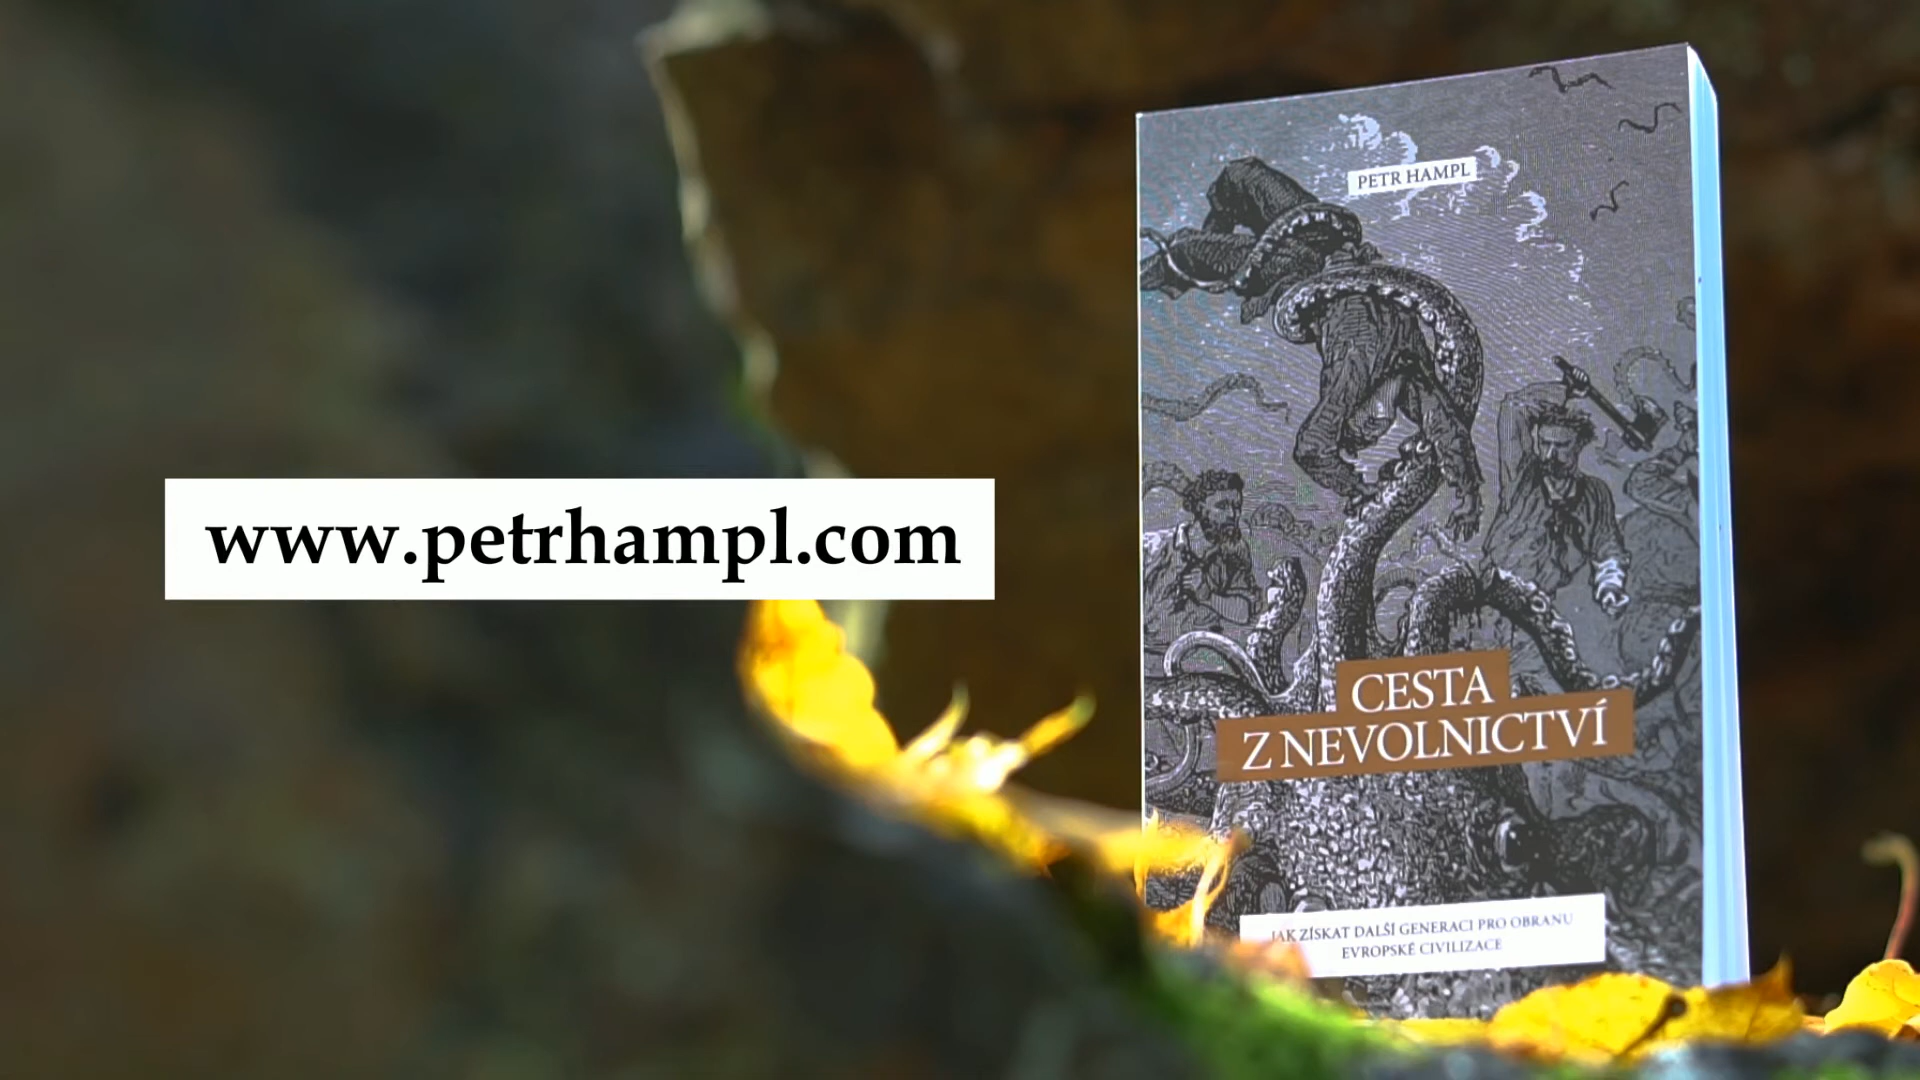 www.petrhampl.com
PETR HAMPL
CESTA
Z NEVOLNICTVÍ
JAK ZÍSKAT DALŠÍ GENERACI PRO OBRANU
EVROPSKÉ CIVILIZACE